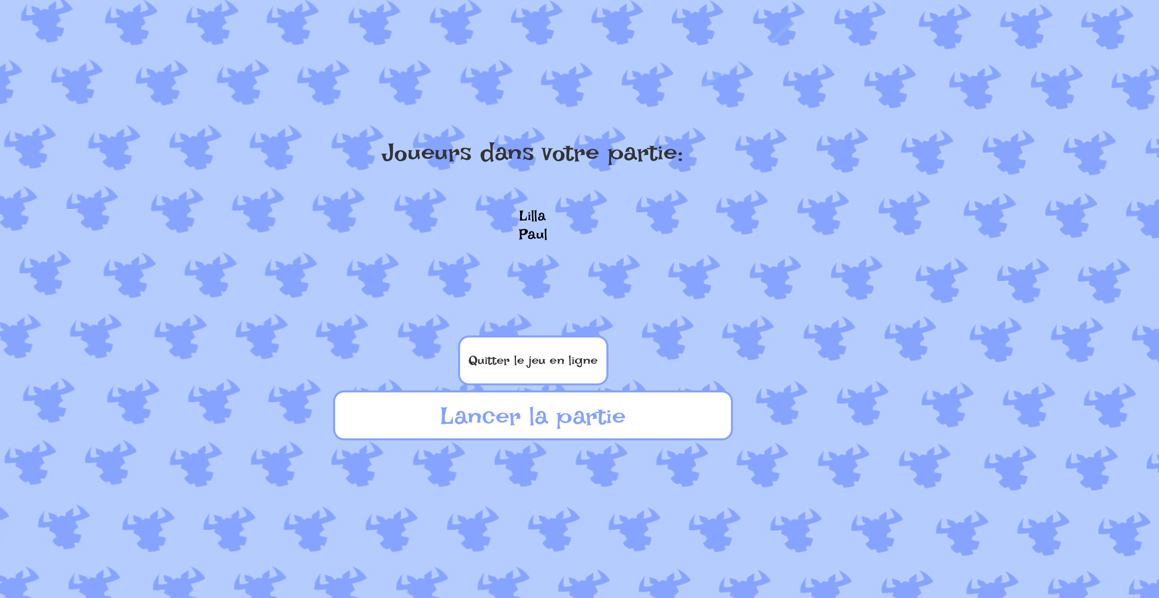 Joueurs dans votre partie:
Lilla
Paul
Quitter le jeu en ligne
Lancer la partie